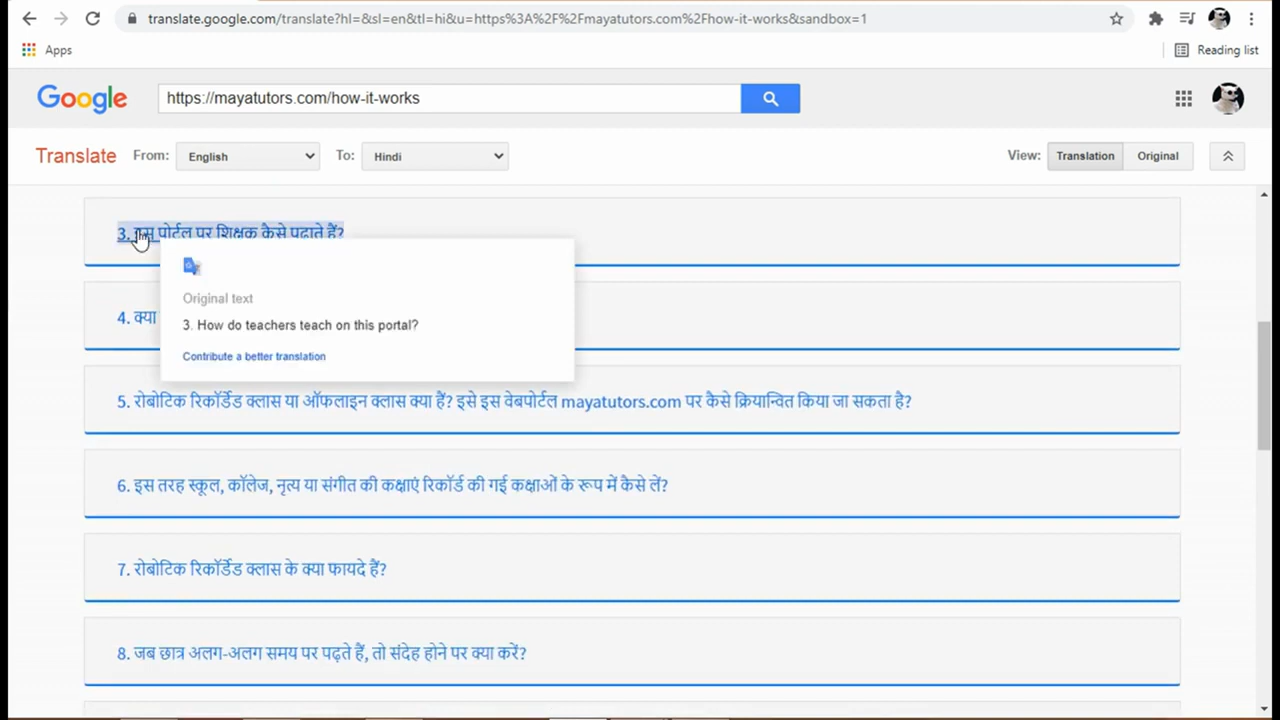 translate.google.com/translate?hl=&sl=en&tl=hi&u=https%3A%2F%2Fmayatutors.com%2Fhow-it-works&sandbox=1
Apps
Reading list
Google
https://mayatutors.com/how-it-works
Translate From: English To: Hindi View: Translation Original
3. इस पोर्टल पर शिक्षक कैसे पढ़ाते हैं?
Original text
3. How do teachers teach on this portal?
Contribute a better translation
4. क्या
5. रोबोटिक रिकॉर्डेड क्लास या ऑफलाइन क्लास क्या हैं? इसे इस वेबपोर्टल mayatutors.com पर कैसे क्रियान्वित किया जा सकता है?
6. इस तरह स्कूल, कॉलेज, नृत्य या संगीत की कक्षाएं रिकॉर्ड की गई कक्षाओं के रूप में कैसे लें?
7. रोबोटिक रिकॉर्डेड क्लास के क्या फायदे हैं?
8. जब छात्र अलग-अलग समय पर पढ़ते हैं, तो संदेह होने पर क्या करें?